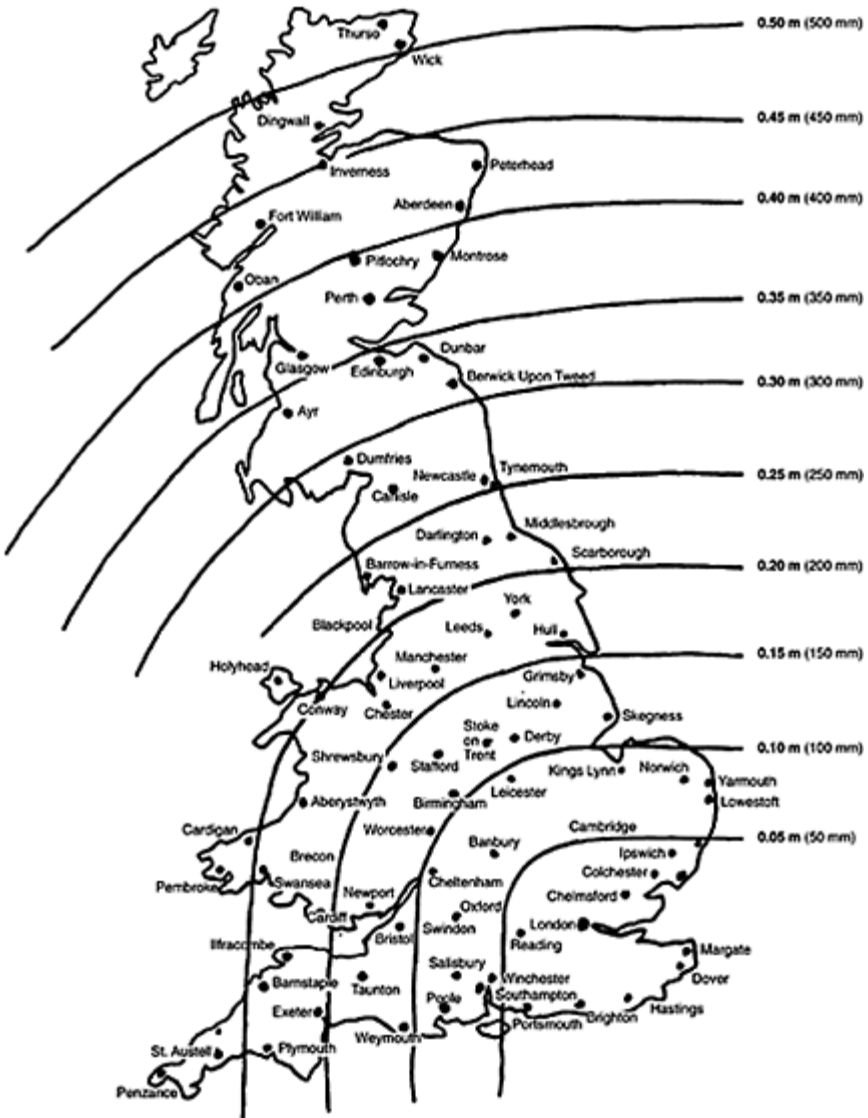 0.50 m (500 mm)
Thurso
Wick
0.45 m (450 mm)
Dingwall
Inverness
Peterhead
0.40 m (400 mm)
Aberdeen
Fort William
Pitlochry
Montrose
Oban
Perth
0.35 m (350 mm)
Dunbar
Glasgow
Edinburgh
Berwick Upon Tweed
0.30 m (300 mm)
Ayr
Dumfries
Newcastle
Tynemouth
0.25 m (250 mm)
Carlisle
Middlesbrough
Darlington
Scarborough
Barrow-in-Furness
0.20 m (200 mm)
Lancaster
York
Blackpool
Leeds
Hull
0.15 m (150 mm)
Manchester
Holyhead
Grimsby
Liverpool
Conway
Chester
Lincoln
Skegness
Stoke
on
Trent
Derby
0.10 m (100 mm)
Shrewsbury
Stafford
Kings Lynn
Norwich
Yarmouth
Leicester
Lowestoft
Aberystwyth
Birmingham
Cardigan
Worcester
Cambridge
0.05 m (50 mm)
Banbury
Ipswich
Brecon
Colchester
Pembroke
Swansea
Cheltenham
Newport
Chelmsford
Oxford
Cardiff
Swindon
London
Bristol
Ilfracombe
Reading
Margate
Salisbury
Dover
Barnstaple
Taunton
Winchester
Southampton
Hastings
Poole
Exeter
Portsmouth
Brighton
Weymouth
St. Austell
Plymouth
Penzance